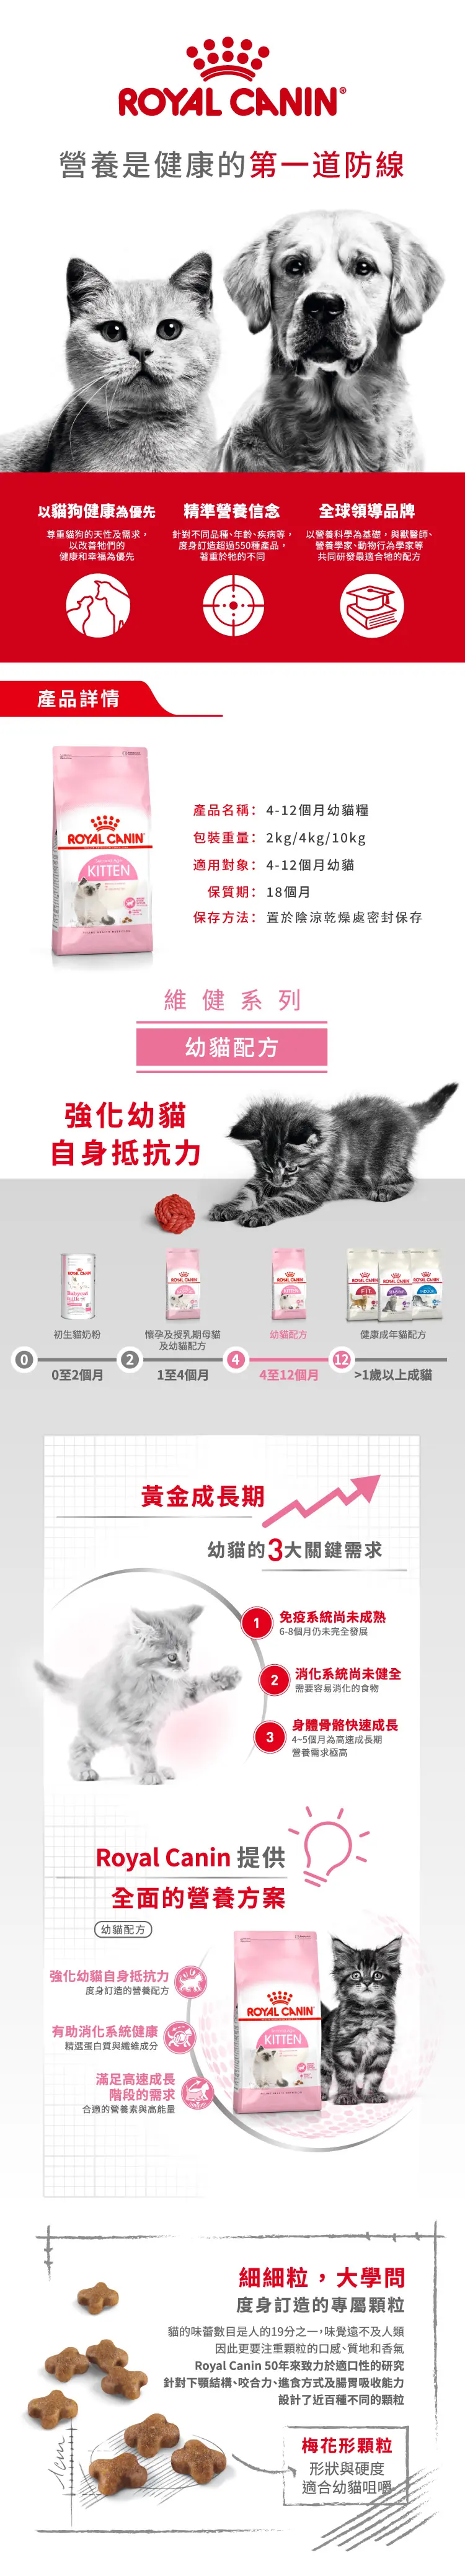 ROYAL CANIN®
營養是健康的第一道防線
以貓狗健康為優先
尊重貓狗的天性及需求，
以改善牠們的
健康和幸福為優先
精準營養信念
針對不同品種、年齡、疾病等，
度身訂造超過550種產品，
著重於牠的不同
全球領導品牌
以營養科學為基礎，與獸醫師、
營養學家、動物行為學家等
共同研發最適合牠的配方
產品詳情
ROYAL CANIN
KITTEN
產品名稱： 4-12個月幼貓糧
包裝重量： 2kg/4kg/10kg
適用對象： 4-12個月幼貓
保質期： 18個月
保存方法： 置於陰涼乾燥處密封保存
維健系列
幼貓配方
強化幼貓
自身抵抗力
ROYAL CANIN
Babycat
milk
ROYAL CANIN
ROYAL CANIN
KITTEN
ROYAL CANIN
FIT
ROYAL CANIN
ROYAL CANIN
INDOOR
初生貓奶粉
懷孕及授乳期母貓
及幼貓配方
幼貓配方
健康成年貓配方
0
2
4
12
0至2個月
1至4個月
4至12個月
>1歲以上成貓
黃金成長期
幼貓的3大關鍵需求
1
免疫系統尚未成熟
6-8個月仍未完全發展
2
消化系統尚未健全
需要容易消化的食物
3
身體骨骼快速成長
4~5個月為高速成長期
營養需求極高
Royal Canin 提供
全面的營養方案
幼貓配方
強化幼貓自身抵抗力
度身訂造的營養配方
有助消化系統健康
精選蛋白質與纖維成分
滿足高速成長
階段的需求
合適的營養素與高能量
ROYAL CANIN
KITTEN
細細粒，大學問
度身訂造的專屬顆粒
貓的味蕾數目是人的19分之一，味覺遠不及人類
因此更要注重顆粒的口感、質地和香氣
Royal Canin 50年來致力於適口性的研究
針對下顎結構、咬合力、進食方式及腸胃吸收能力
設計了近百種不同的顆粒
1cm
梅花形顆粒
形狀與硬度
適合幼貓咀嚼